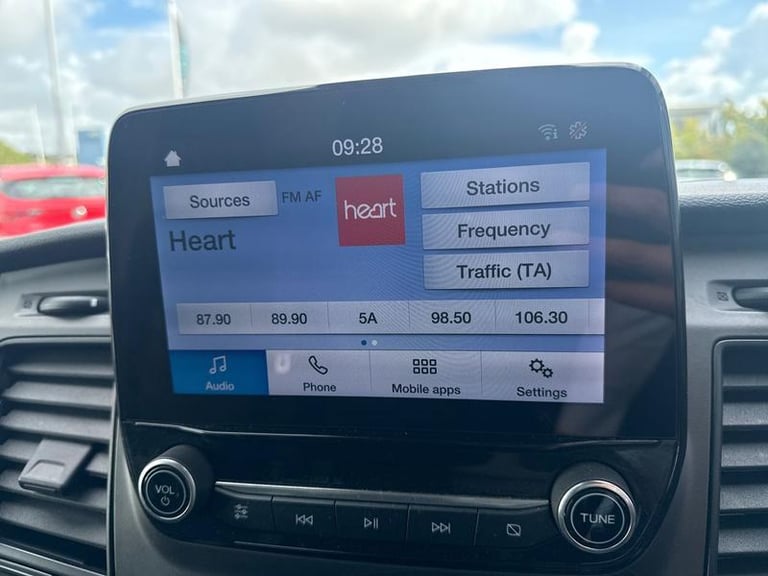 09:28
Sources
FM AF
heart
Stations
Heart
Frequency
Traffic (TA)
87.90 89.90 5A 98.50 106.30
Audio Phone Mobile apps Settings
VOL
TUNE